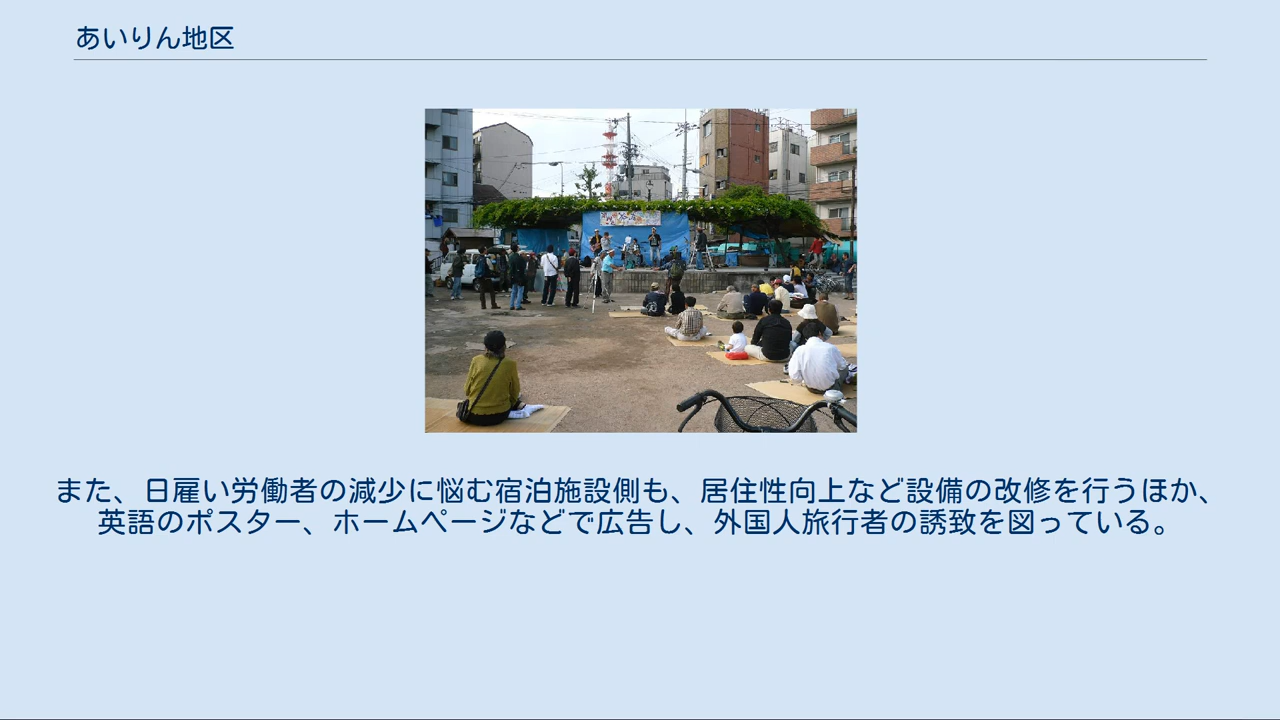 あいりん地区
また、日雇い労働者の減少に悩む宿泊施設側も、居住性向上など設備の改修を行うほか、
英語のポスター、ホームページなどで広告し、外国人旅行者の誘致を図っている。